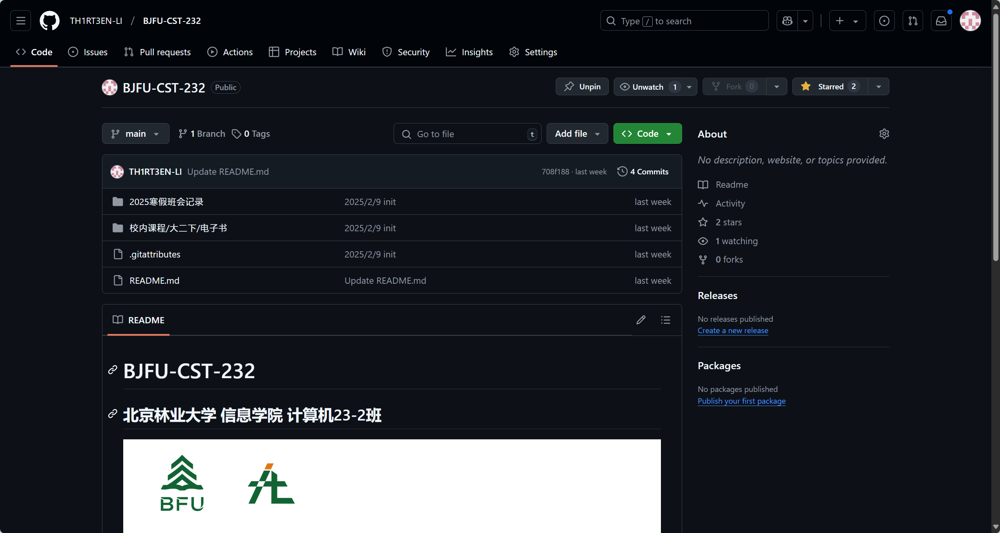 TH1RT3EN-LI / BJFU-CST-232
Type / to search
Code Issues Pull requests Actions Projects Wiki Security Insights Settings
BJFU-CST-232 Public
Unpin Unwatch 1 Fork 0 Starred 2
main 1 Branch 0 Tags Go to file t Add file Code
TH1RT3EN-LI Update README.md 708f188 · last week 4 Commits
2025寒假班会记录 2025/2/9 init last week
校内课程/大二下/电子书 2025/2/9 init last week
.gitattributes 2025/2/9 init last week
README.md Update README.md last week
README
BJFU-CST-232
北京林业大学 信息学院 计算机23-2班
BFU
About
No description, website, or topics provided.
Readme
Activity
2 stars
1 watching
0 forks
Releases
No releases published
Create a new release
Packages
No packages published
Publish your first package